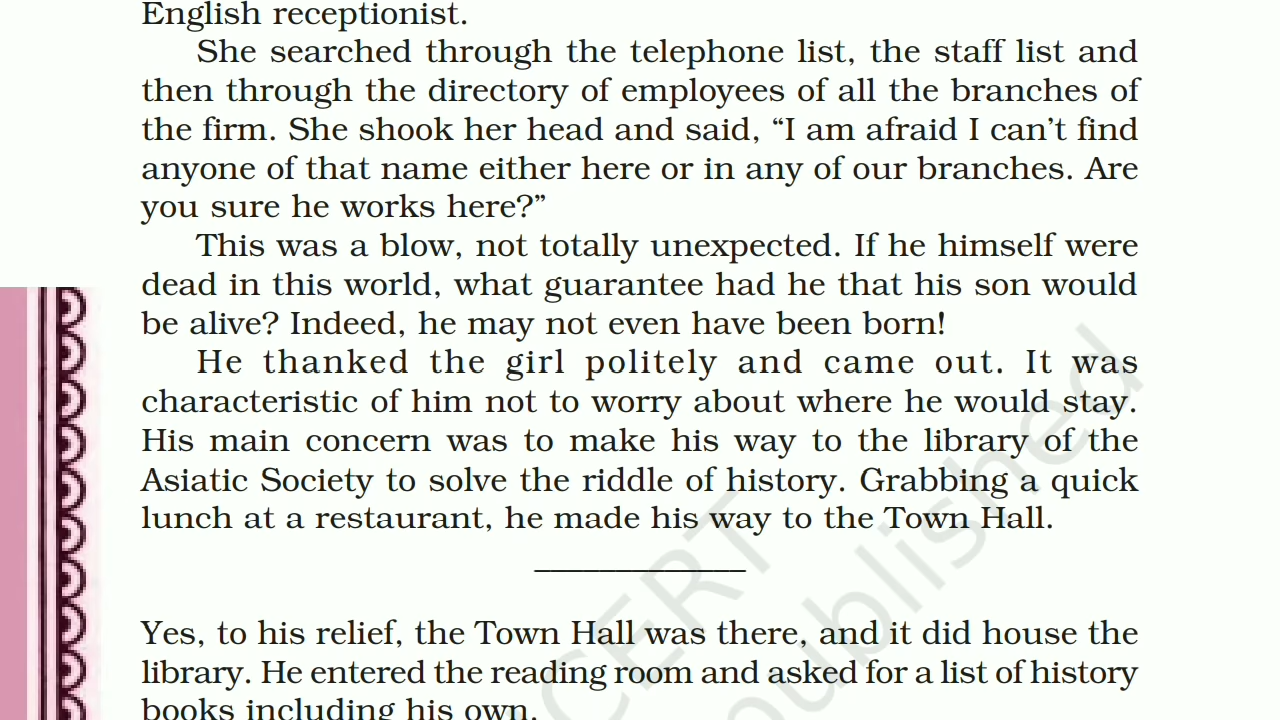 English receptionist.
She searched through the telephone list, the staff list and
then through the directory of employees of all the branches of
the firm. She shook her head and said, “I am afraid I can’t find
anyone of that name either here or in any of our branches. Are
you sure he works here?”
This was a blow, not totally unexpected. If he himself were
dead in this world, what guarantee had he that his son would
be alive? Indeed, he may not even have been born!
He thanked the girl politely and came out. It was
characteristic of him not to worry about where he would stay.
His main concern was to make his way to the library of the
Asiatic Society to solve the riddle of history. Grabbing a quick
lunch at a restaurant, he made his way to the Town Hall.
Yes, to his relief, the Town Hall was there, and it did house the
library. He entered the reading room and asked for a list of history
books including his own.
CERT
published